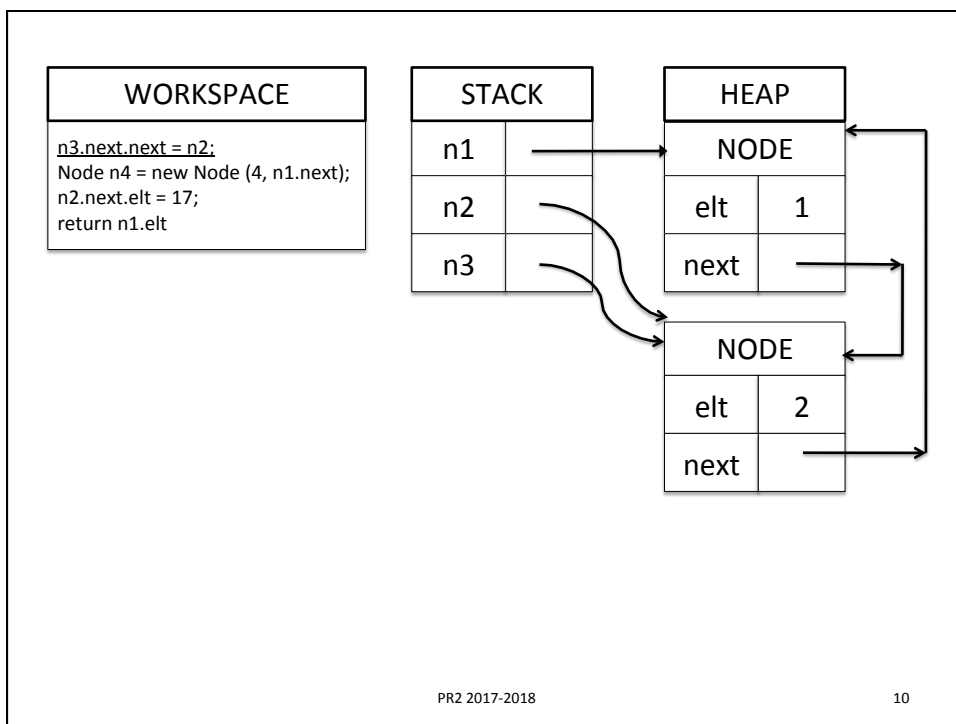 WORKSPACE
n3.next.next = n2;
Node n4 = new Node (4, n1.next);
n2.next.elt = 17;
return n1.elt
STACK
n1
n2
n3
HEAP
NODE
elt 1
next
NODE
elt 2
next
PR2 2017-2018
10